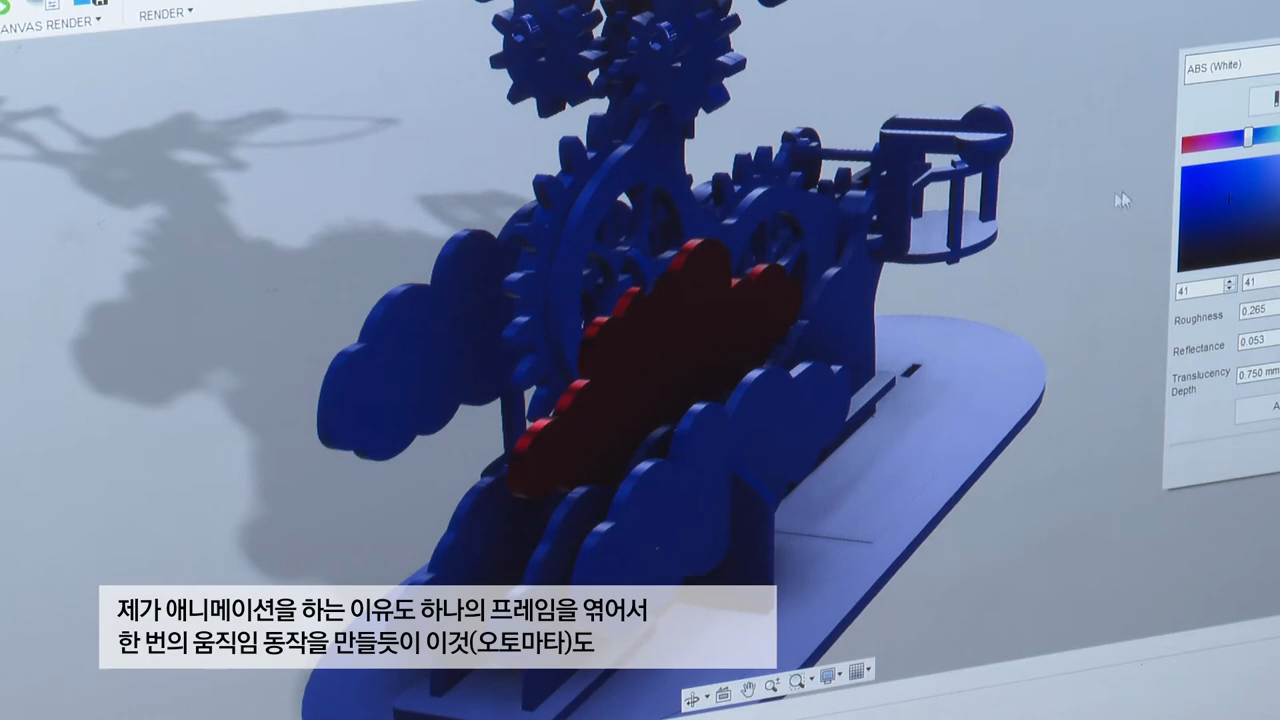 ANVAS RENDER
RENDER
ABS (White)
41
41
Roughness
0.265
Reflectance
0.053
Translucency
Depth
0.750 mm
A
제가 애니메이션을 하는 이유도 하나의 프레임을 엮어서
한 번의 움직임 동작을 만들듯이 이것(오토마타)도